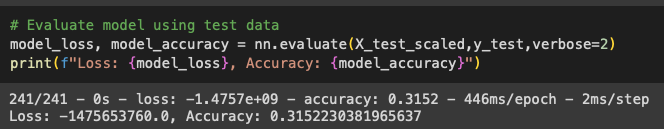 # Evaluate model using test data
model_loss, model_accuracy = nn.evaluate(X_test_scaled,y_test,verbose=2)
print(f"Loss: {model_loss}, Accuracy: {model_accuracy}")
241/241 - 0s - loss: -1.4757e+09 - accuracy: 0.3152 - 446ms/epoch - 2ms/step
Loss: -1475653760.0, Accuracy: 0.3152230381965637